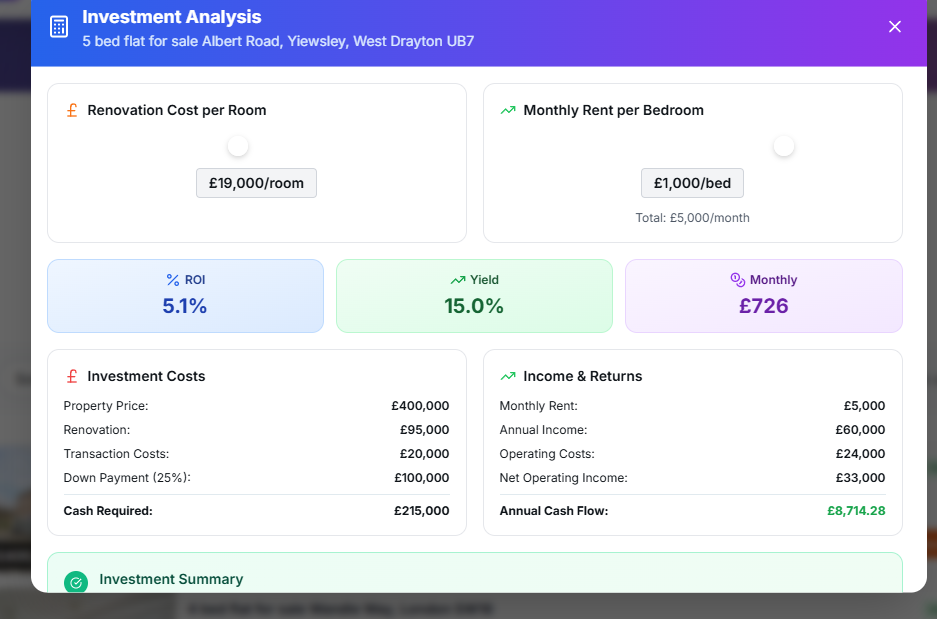 Investment Analysis
5 bed flat for sale Albert Road, Yiewsley, West Drayton UB7
Renovation Cost per Room
£19,000/room
Monthly Rent per Bedroom
£1,000/bed
Total: £5,000/month
ROI
5.1%
Yield
15.0%
Monthly
£726
Investment Costs
Property Price: £400,000
Renovation: £95,000
Transaction Costs: £20,000
Down Payment (25%): £100,000
Cash Required: £215,000
Income & Returns
Monthly Rent: £5,000
Annual Income: £60,000
Operating Costs: £24,000
Net Operating Income: £33,000
Annual Cash Flow: £8,714.28
Investment Summary